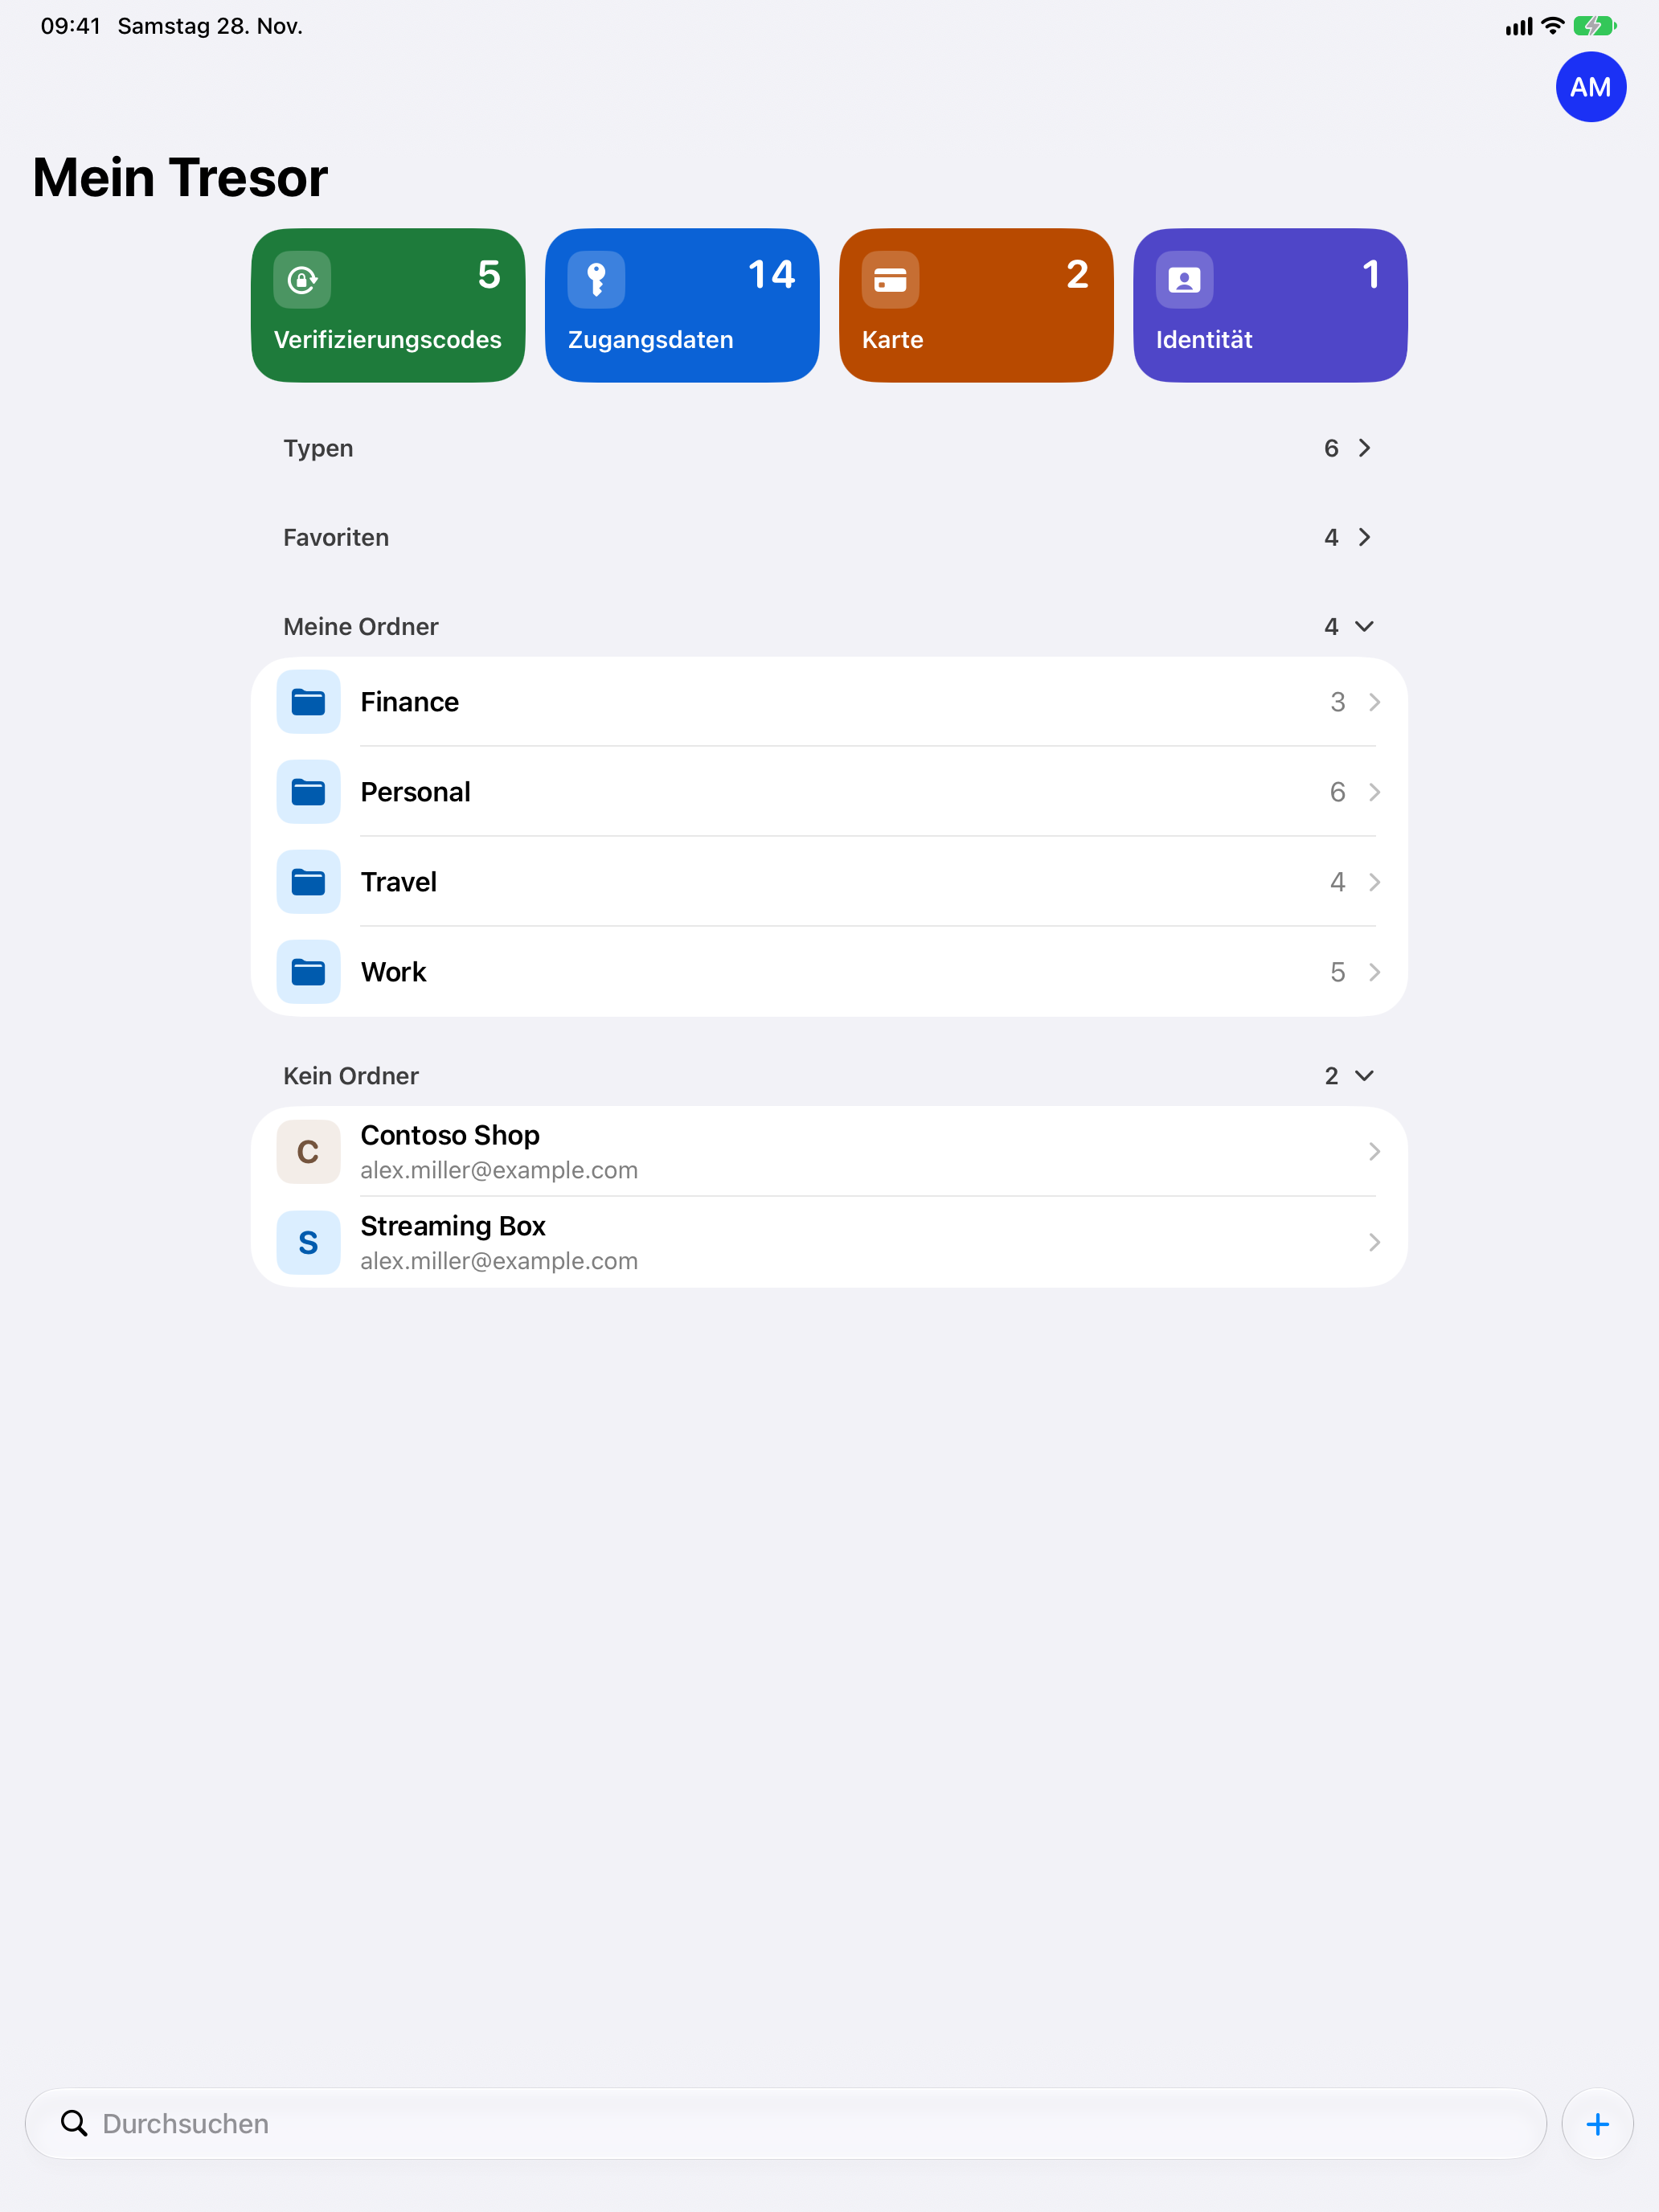 09:41 Samstag 28. Nov.
AM
Mein Tresor
5
Verifizierungscodes
14
Zugangsdaten
2
Karte
1
Identität
Typen 6
Favoriten 4
Meine Ordner 4
Finance 3
Personal 6
Travel 4
Work 5
Kein Ordner 2
C
Contoso Shop
alex.miller@example.com
S
Streaming Box
alex.miller@example.com
Durchsuchen